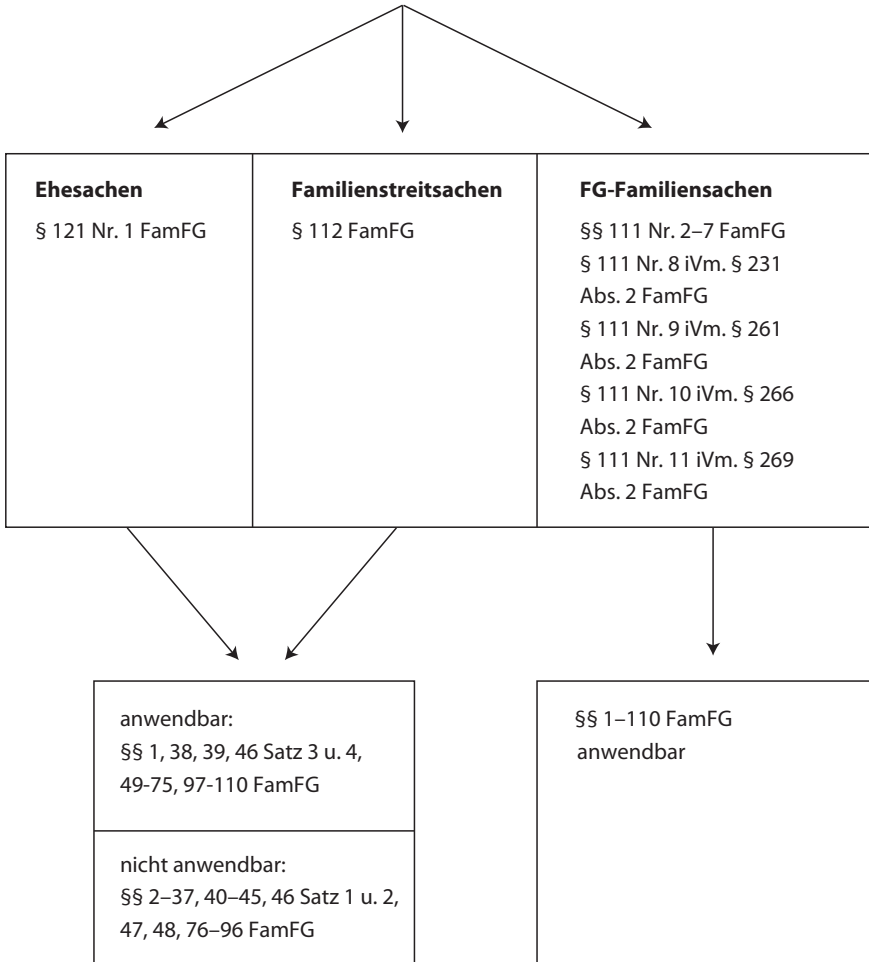 Ehesachen
§ 121 Nr. 1 FamFG
Familienstreitsachen
§ 112 FamFG
FG-Familiensachen
§§ 111 Nr. 2–7 FamFG
§ 111 Nr. 8 iVm. § 231
Abs. 2 FamFG
§ 111 Nr. 9 iVm. § 261
Abs. 2 FamFG
§ 111 Nr. 10 iVm. § 266
Abs. 2 FamFG
§ 111 Nr. 11 iVm. § 269
Abs. 2 FamFG
anwendbar:
§§ 1, 38, 39, 46 Satz 3 u. 4,
49-75, 97-110 FamFG
nicht anwendbar:
§§ 2–37, 40–45, 46 Satz 1 u. 2,
47, 48, 76–96 FamFG
§§ 1–110 FamFG
anwendbar